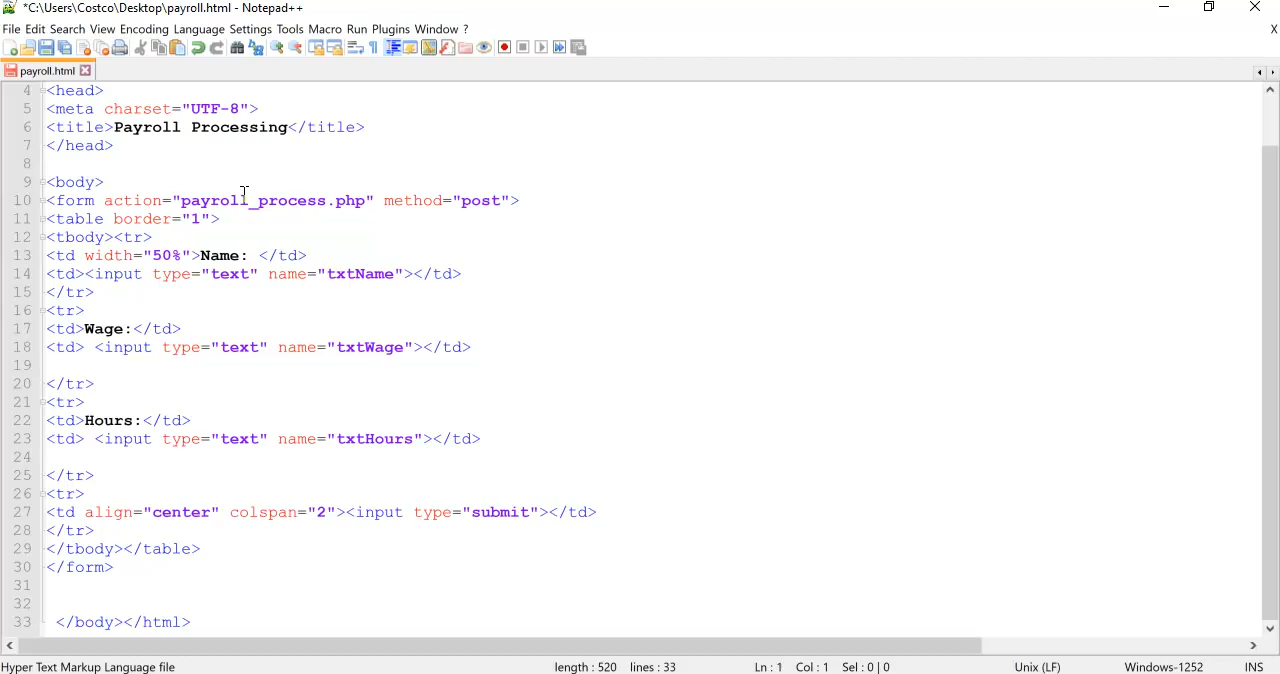 *C:\Users\Costco\Desktop\payroll.html - Notepad++
File Edit Search View Encoding Language Settings Tools Macro Run Plugins Window ?
X
payroll.html
4 <head>
5 <meta charset="UTF-8">
6 <title>Payroll Processing</title>
7 </head>
8
9 <body>
10 <form action="payroll_process.php" method="post">
11 <table border="1">
12 <tbody><tr>
13 <td width="50%">Name: </td>
14 <td><input type="text" name="txtName"></td>
15 </tr>
16 <tr>
17 <td>Wage:</td>
18 <td> <input type="text" name="txtWage"></td>
19
20 </tr>
21 <tr>
22 <td>Hours:</td>
23 <td> <input type="text" name="txtHours"></td>
24
25 </tr>
26 <tr>
27 <td align="center" colspan="2"><input type="submit"></td>
28 </tr>
29 </tbody></table>
30 </form>
31
32
33 </body></html>
Hyper Text Markup Language file length : 520 lines : 33 Ln : 1 Col : 1 Sel : 0 | 0 Unix (LF) Windows-1252 INS